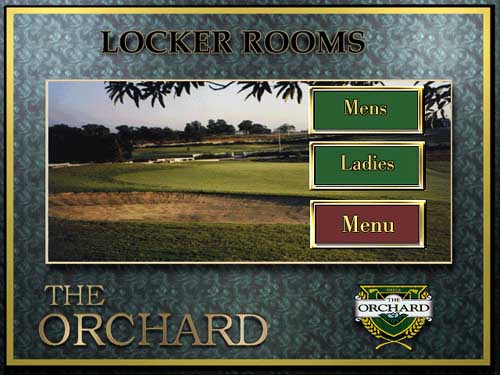 LOCKER ROOMS
Mens
Ladies
Menu
THE
ORCHARD
THE
ORCHARD